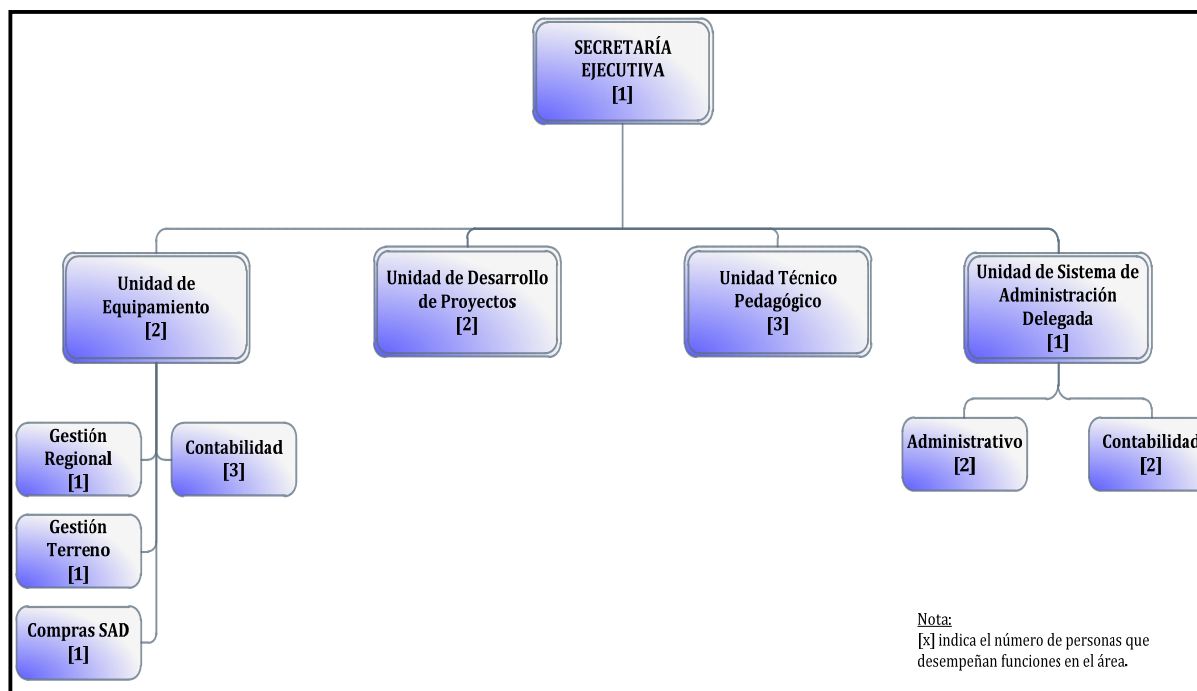 SECRETARÍA
EJECUTIVA
[1]
Unidad de
Equipamiento
[2]
Unidad de Desarrollo
de Proyectos
[2]
Unidad Técnico
Pedagógico
[3]
Unidad de Sistema de
Administración
Delegada
[1]
Gestión
Regional
[1]
Contabilidad
[3]
Administrativo
[2]
Contabilidad
[2]
Gestión
Terreno
[1]
Compras SAD
[1]
Nota:
[x] indica el número de personas que
desempeñan funciones en el área.